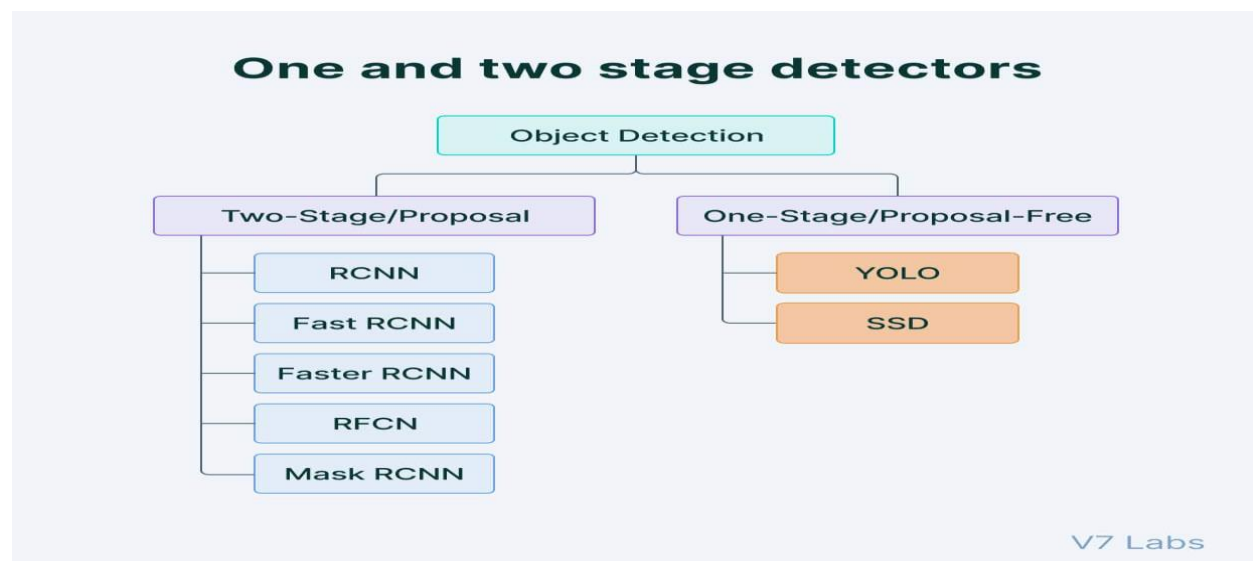 One and two stage detectors
Object Detection
Two-Stage/Proposal
One-Stage/Proposal-Free
RCNN
YOLO
Fast RCNN
SSD
Faster RCNN
RFCN
Mask RCNN
V7 Labs